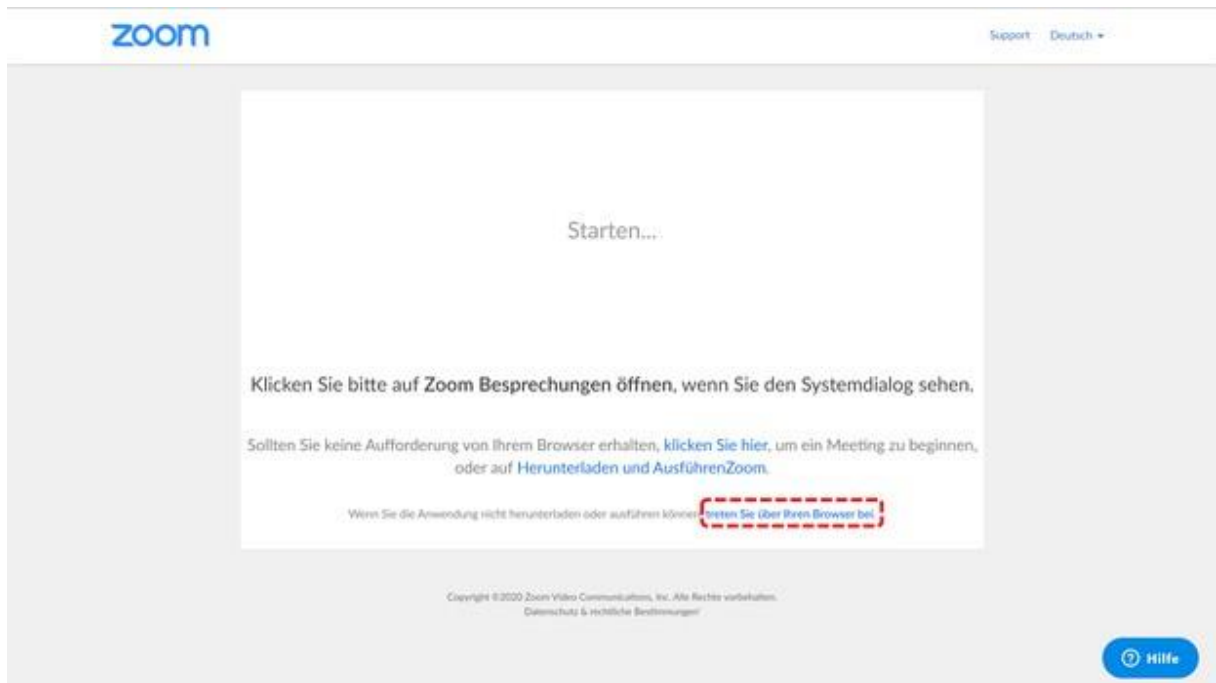 zoom
Support Deutsch
Starten...
Klicken Sie bitte auf Zoom Besprechungen öffnen, wenn Sie den Systemdialog sehen.
Sollten Sie keine Aufforderung von Ihrem Browser erhalten, klicken Sie hier, um ein Meeting zu beginnen,
oder auf Herunterladen und AusführenZoom.
Wenn Sie die Anwendung nicht herunterladen oder ausführen können, treten Sie über Ihren Browser bei.
Copyright ©2020 Zoom Video Communications, Inc. Alle Rechte vorbehalten.
Datenschutz & rechtliche Bestimmungen
Hilfe